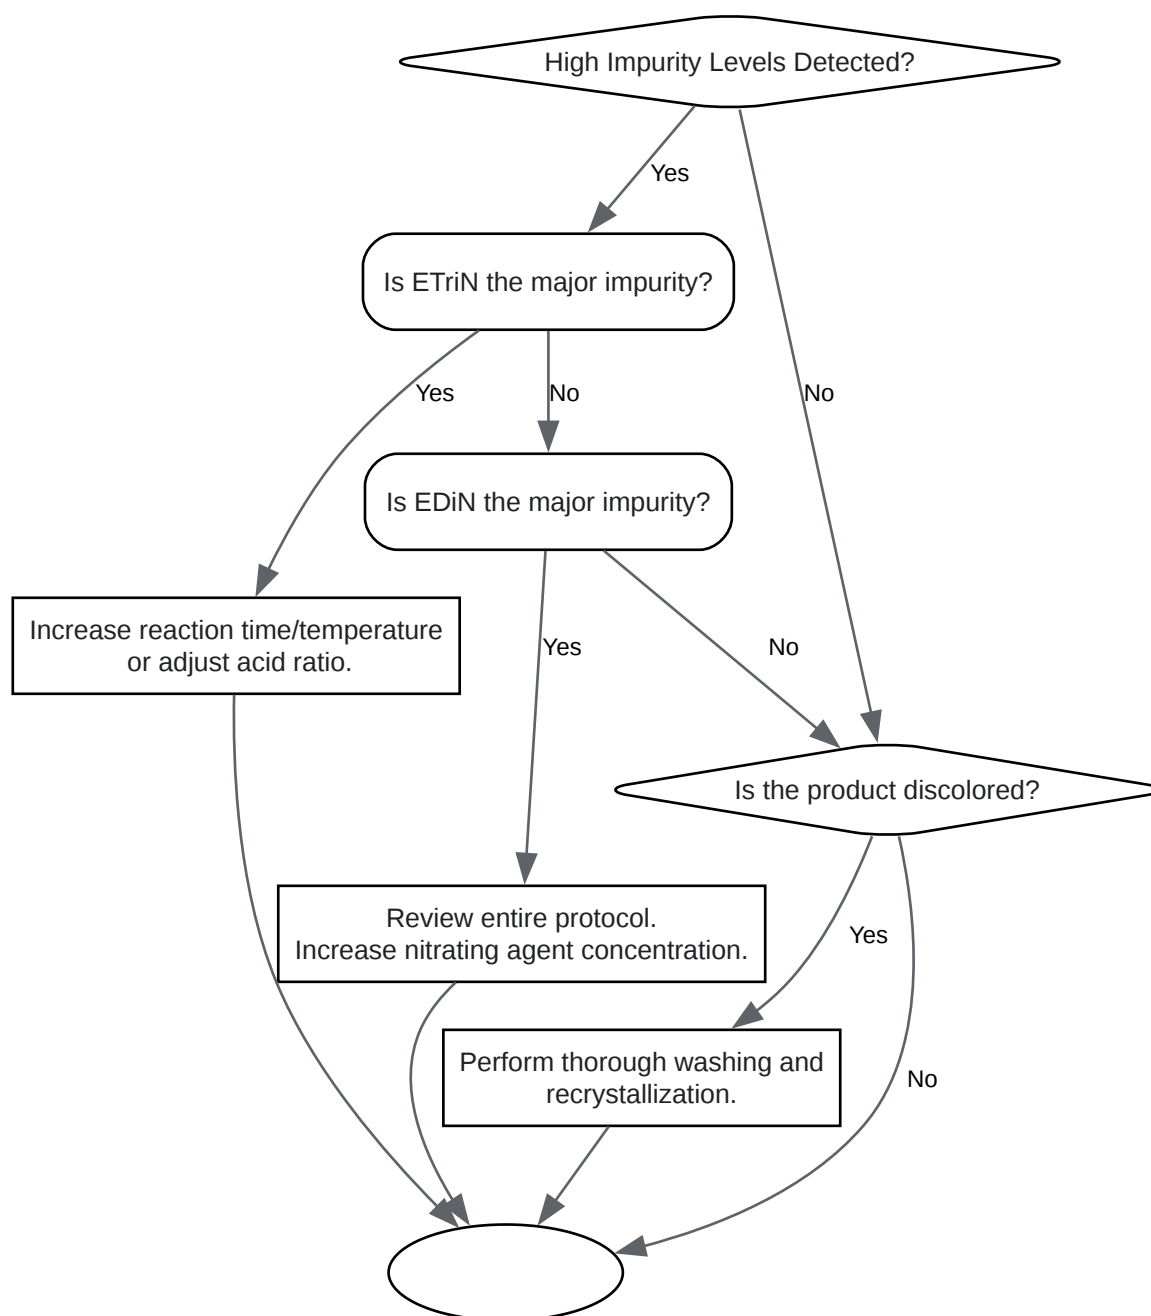 High Impurity Levels Detected?
Yes
Is ETriN the major impurity?
Yes
No
No
Is EDiN the major impurity?
Increase reaction time/temperature
or adjust acid ratio.
Yes
No
Is the product discolored?
Review entire protocol.
Increase nitrating agent concentration.
Yes
Perform thorough washing and
recrystallization.
No